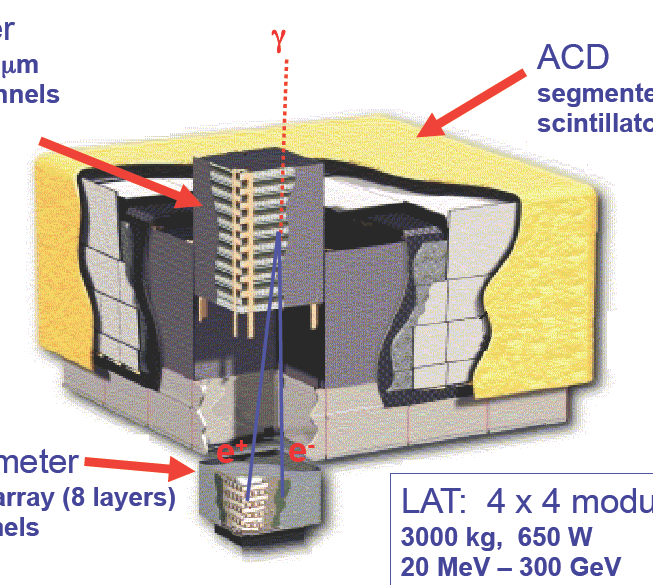 er
γ
μm
nnels
ACD
segmente
scintillato
e⁺
e⁻
meter
array (8 layers)
nels
LAT: 4 x 4 modu
3000 kg, 650 W
20 MeV – 300 GeV